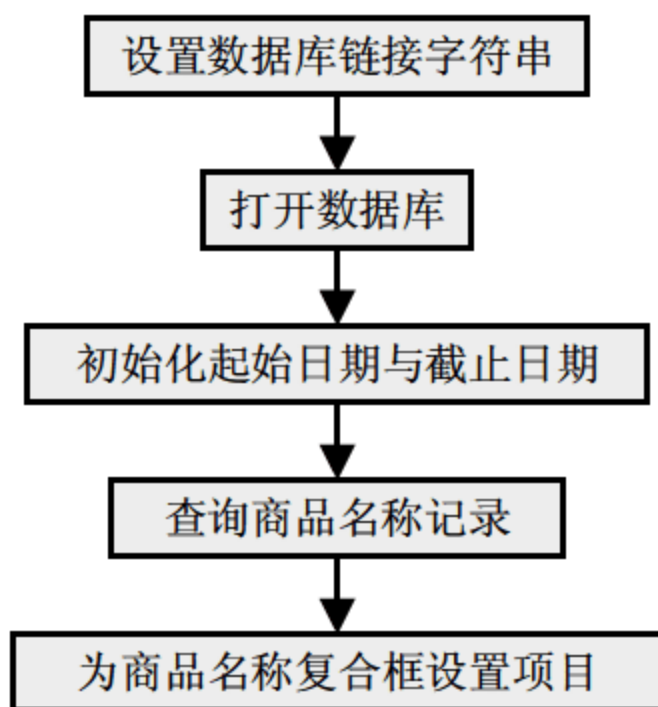 设置数据库链接字符串
打开数据库
初始化起始日期与截止日期
查询商品名称记录
为商品名称复合框设置项目